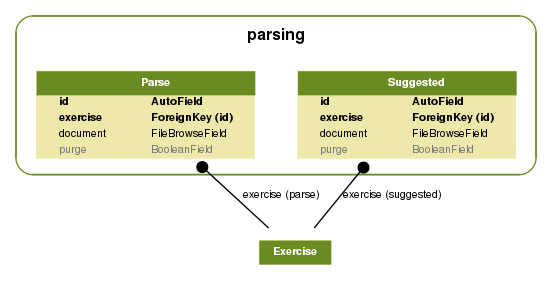 parsing
Parse
id AutoField
exercise ForeignKey (id)
document FileBrowseField
purge BooleanField
Suggested
id AutoField
exercise ForeignKey (id)
document FileBrowseField
purge BooleanField
exercise (parse)
exercise (suggested)
Exercise